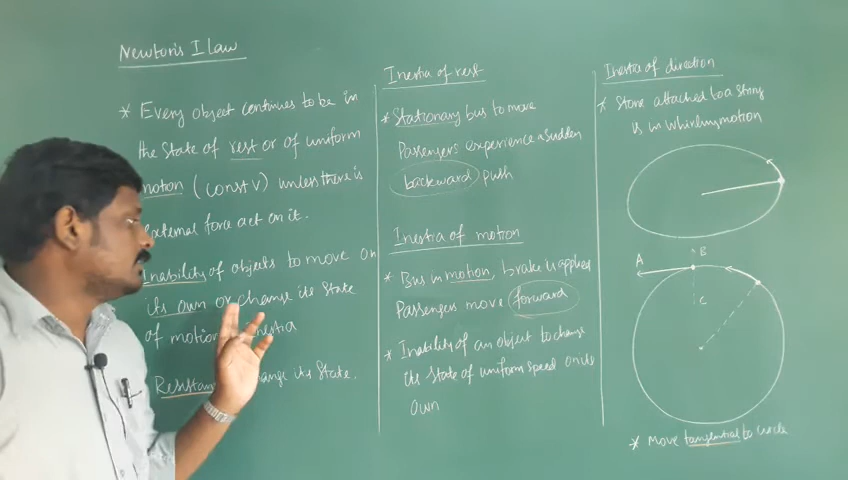 Newton's I Law
* Every object continues to be in
the state of rest or of uniform
motion (const V) unless there is
external force act on it.
Inability of objects to move on
its own or change its state
of motion inertia
Resistan change its state.
Inertia of rest
* Stationary bus to move
Passengers experience a sudden
backward push
Inertia of motion
* Bus in motion, brake is applied
Passengers move forward
* Inability of an object to change
its state of uniform speed on its
own
Inertia of direction
* Stone attached to a string
is in whirling motion
A
B
C
* Move tangential to circle